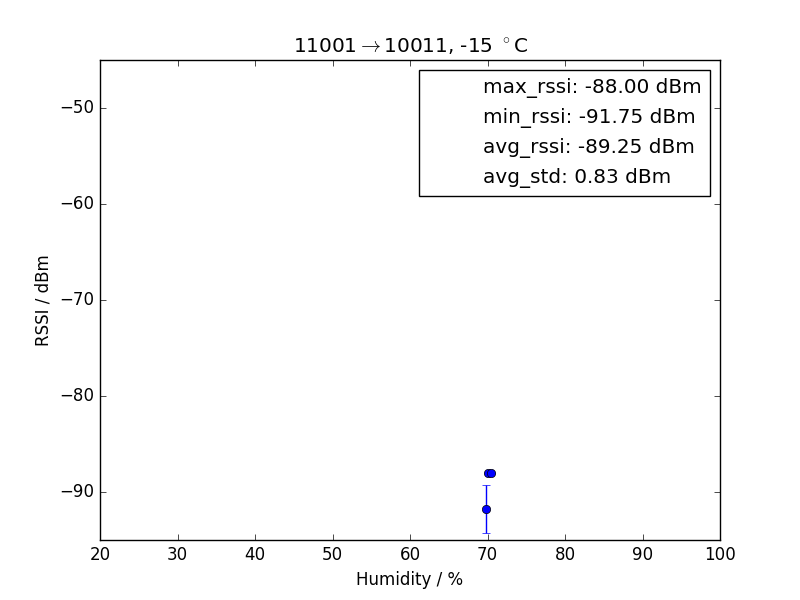 11001→10011, -15 °C
max_rssi: -88.00 dBm
min_rssi: -91.75 dBm
avg_rssi: -89.25 dBm
avg_std: 0.83 dBm
RSSI / dBm
−50
−60
−70
−80
−90
20 30 40 50 60 70 80 90 100
Humidity / %